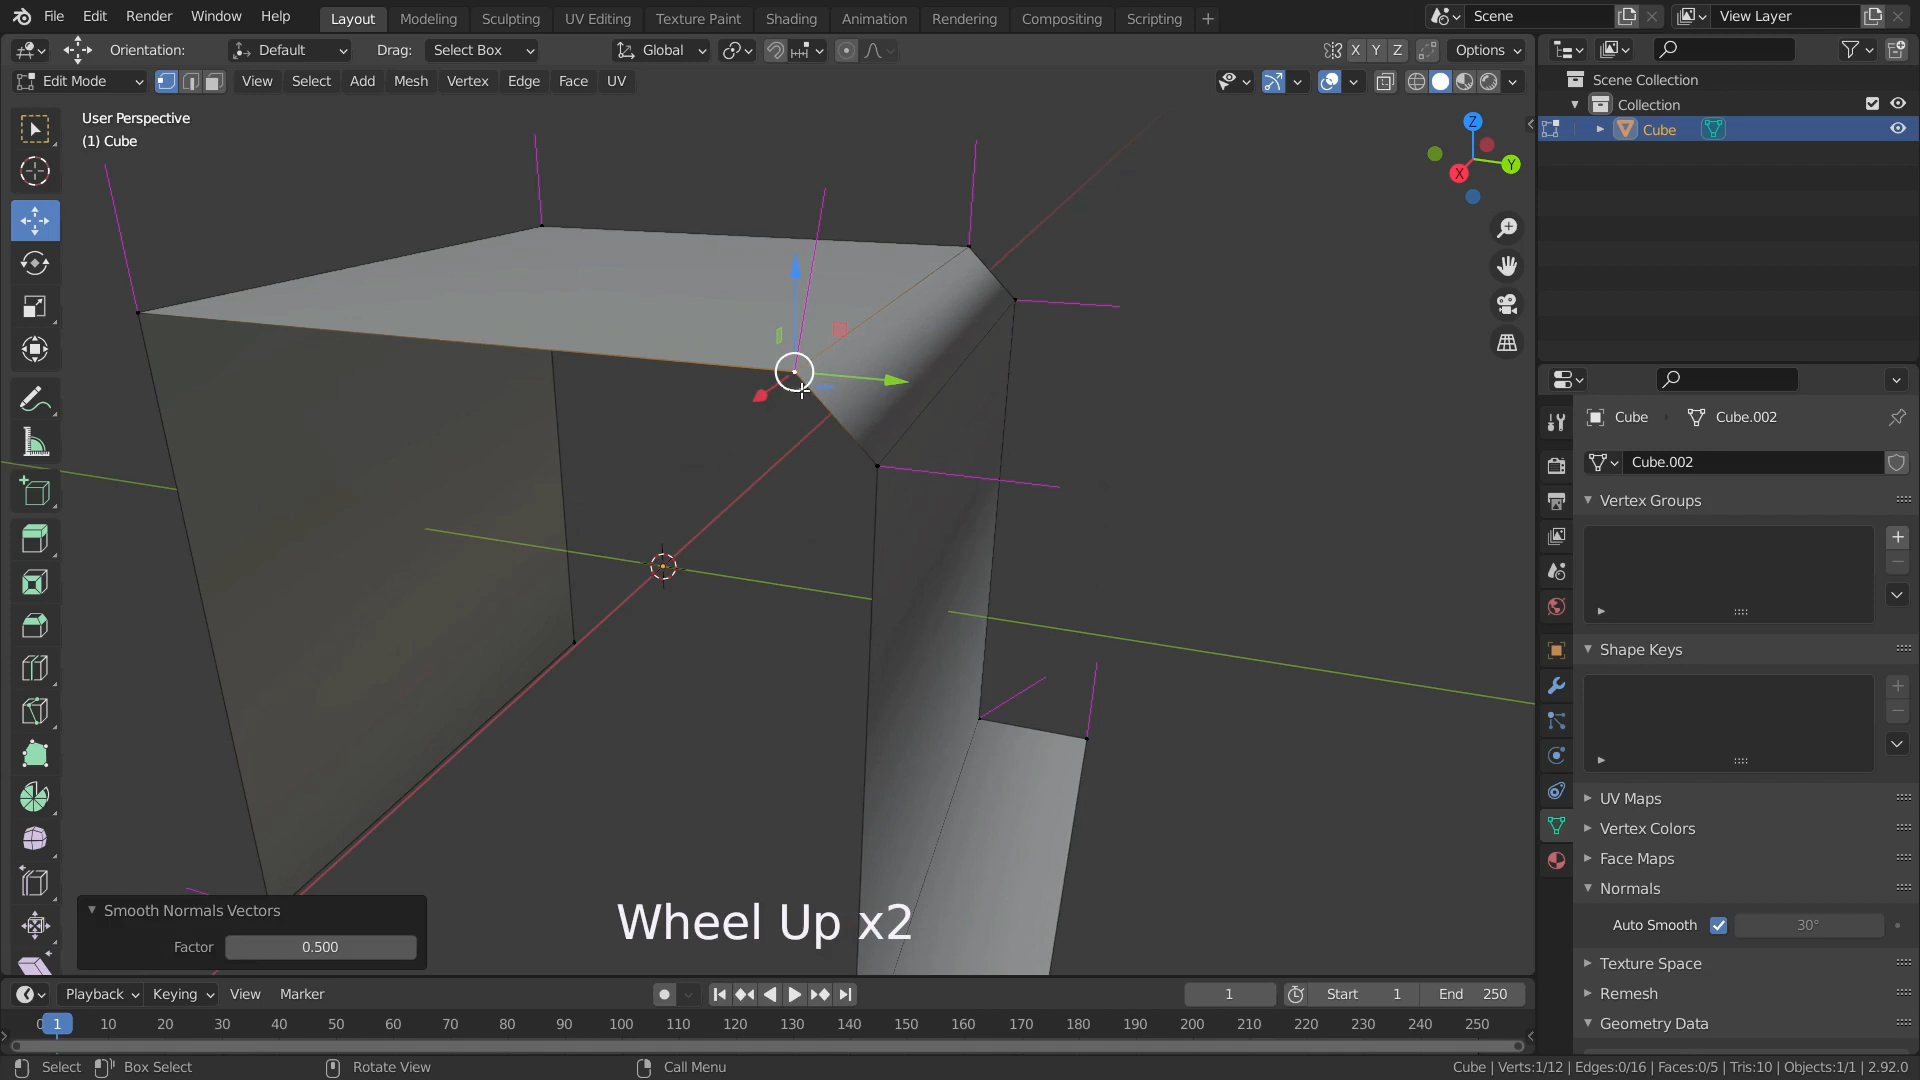 File Edit Render Window Help Layout Modeling Sculpting UV Editing Texture Paint Shading Animation Rendering Compositing Scripting + Scene View Layer
Orientation: Default Drag: Select Box Global X Y Z Options
Edit Mode View Select Add Mesh Vertex Edge Face UV
Scene Collection
Collection
Cube
User Perspective
(1) Cube
Z
Y
X
Cube Cube.002
Cube.002
Vertex Groups
Shape Keys
UV Maps
Vertex Colors
Face Maps
Normals
Auto Smooth 30°
Texture Space
Remesh
Geometry Data
Smooth Normals Vectors
Factor 0.500
Wheel Up x2
Playback Keying View Marker 1 Start 1 End 250
0 1 10 20 30 40 50 60 70 80 90 100 110 120 130 140 150 160 170 180 190 200 210 220 230 240 250
Select Box Select Rotate View Call Menu Cube | Verts:1/12 | Edges:0/16 | Faces:0/5 | Tris:10 | Objects:1/1 | 2.92.0